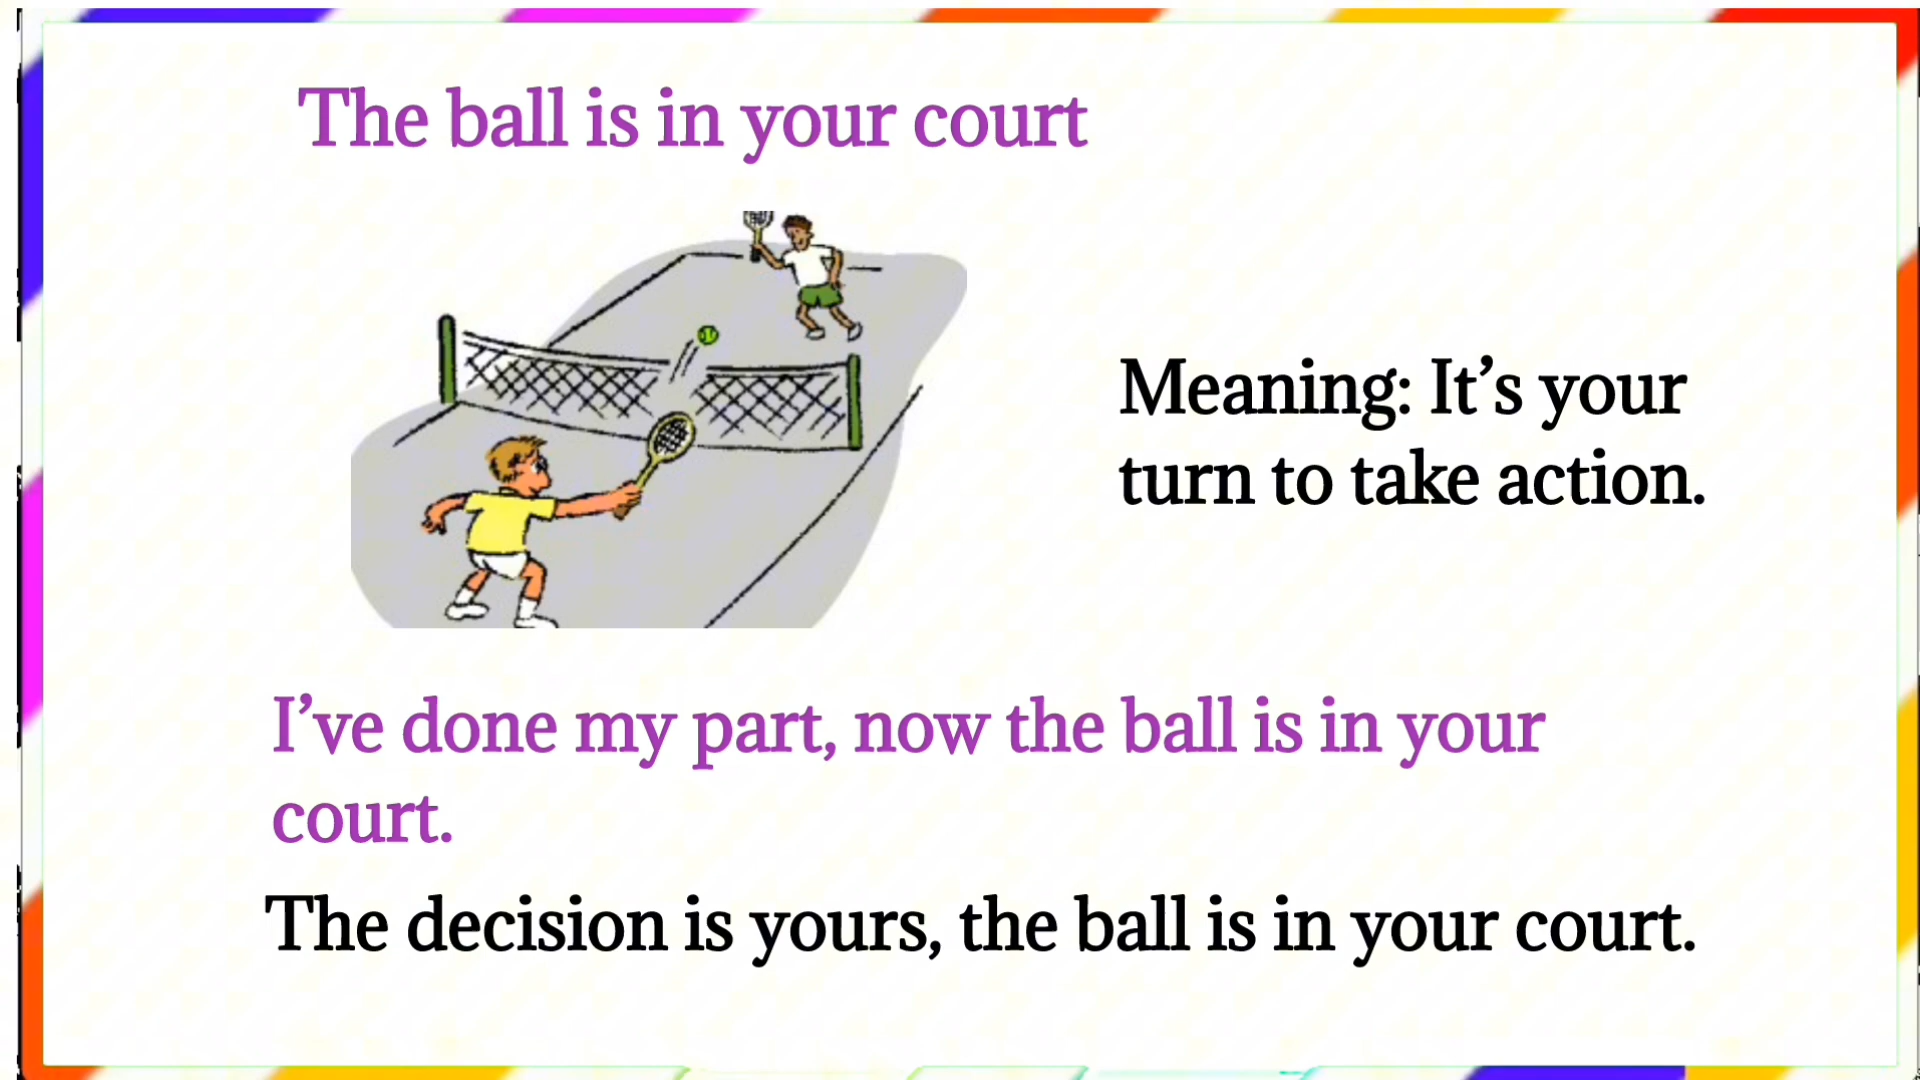 The ball is in your court
Meaning: It’s your
turn to take action.
I’ve done my part, now the ball is in your
court.
The decision is yours, the ball is in your court.